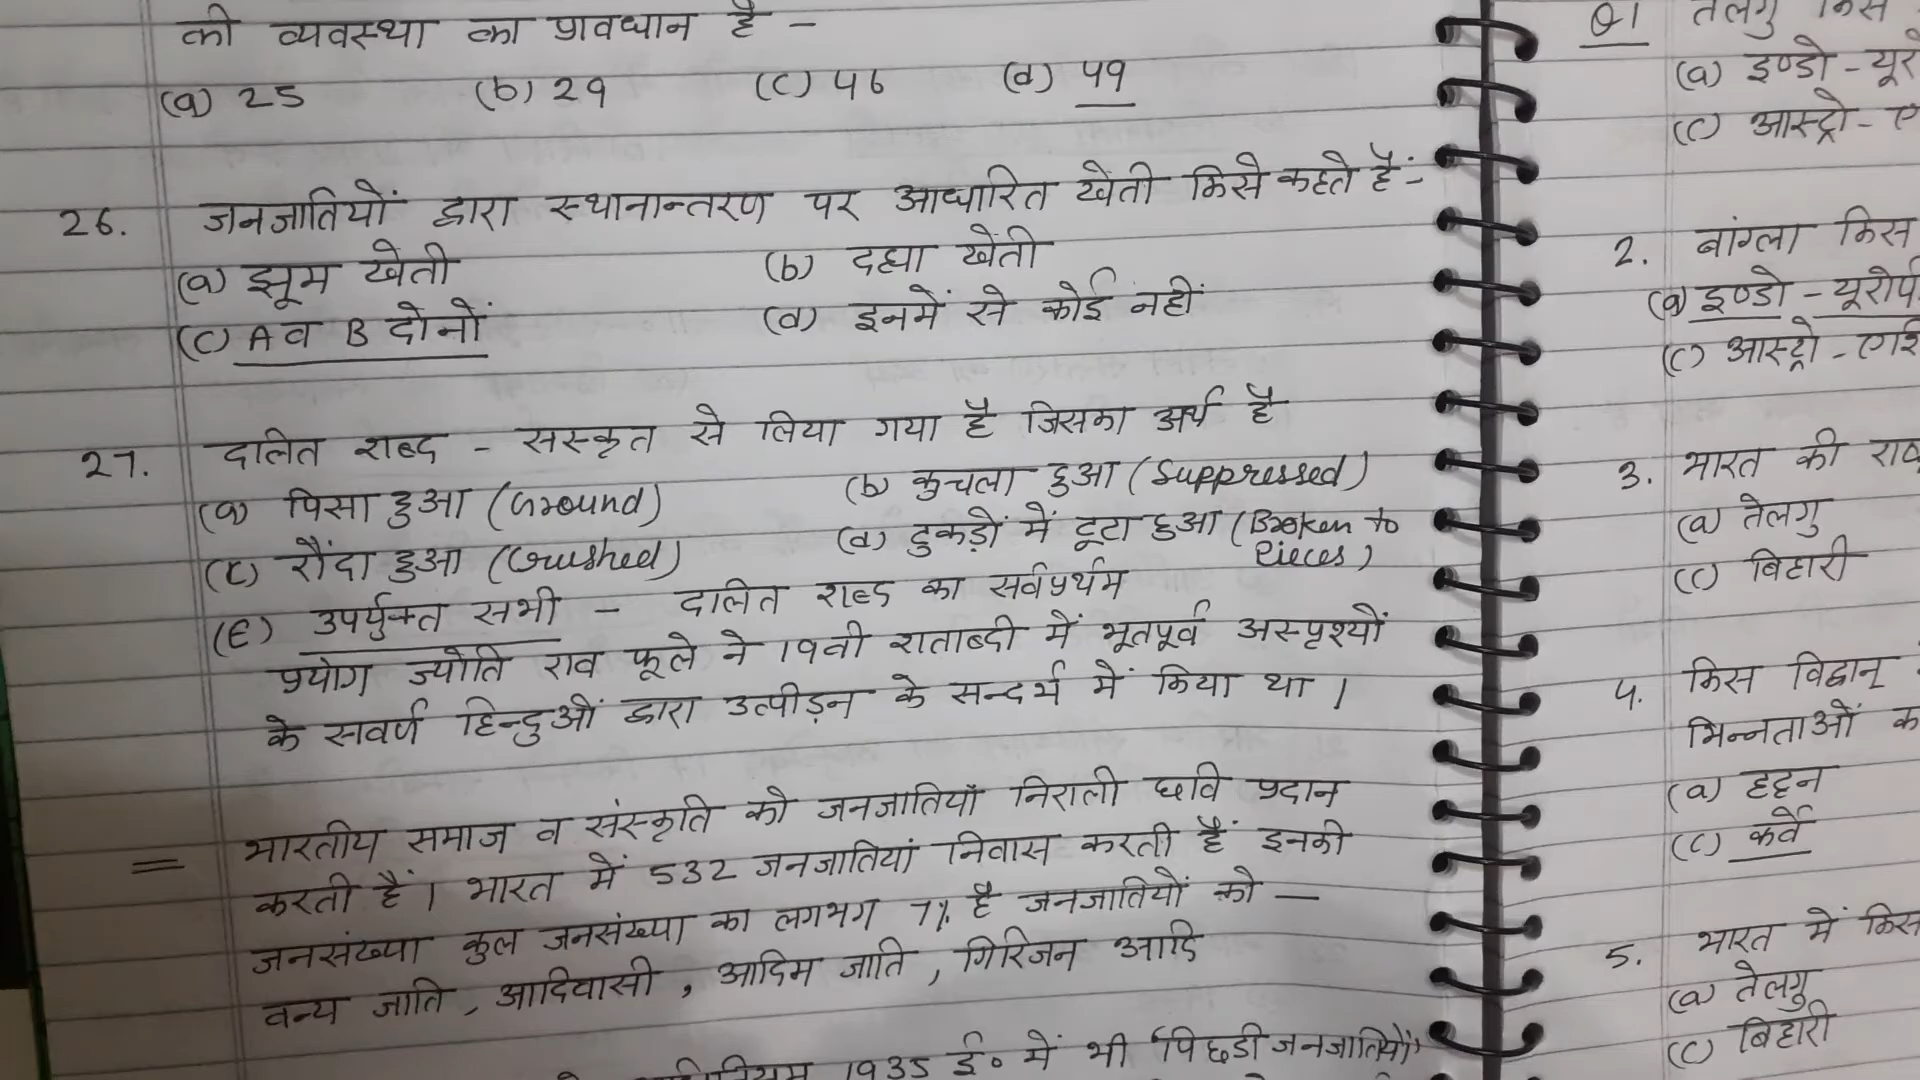 की व्यवस्था का प्रावधान है -
(a) 25 (b) 29 (c) 46 (d) 49
26. जनजातियों द्वारा स्थानान्तरण पर आधारित खेती किसे कहते हैं:-
(a) झूम खेती (b) दह्या खेती
(c) A व B दोनों (d) इनमें से कोई नहीं
27. दलित शब्द - संस्कृत से लिया गया है जिसका अर्थ है
(a) पिसा हुआ (Ground) (b) कुचला हुआ (Suppressed)
(c) रौंदा हुआ (Crushed) (d) टुकड़ों में टूटा हुआ (Broken to
Pieces)
(E) उपर्युक्त सभी - दलित शब्द का सर्वप्रथम
प्रयोग ज्योति राव फूले ने 19वी शताब्दी में भूतपूर्व अस्पृश्यों
के सवर्ण हिन्दुओं द्वारा उत्पीड़न के सन्दर्भ में किया था।
= भारतीय समाज व संस्कृति को जनजातियाँ निराली छवि प्रदान
करती हैं। भारत में 532 जनजातियां निवास करती हैं इनकी
जनसंख्या कुल जनसंख्या का लगभग 7% है जनजातियों को —
वन्य जाति, आदिवासी, आदिम जाति, गिरिजन आदि
1935 ई० में भी "पिछडी जनजातियों"
Q1 तेलगु किस
(a) इण्डो - यूर
(c) आस्ट्रो - ए
2. बांग्ला किस
(a) इण्डो - यूरोप
(c) आस्ट्रो - एशि
3. भारत की राष
(a) तेलगु
(c) बिहारी
4. किस विद्वान्
भिन्नताओं क
(a) हट्टन
(c) कर्वे
5. भारत में किस
(a) तेलगु
(c) बिहारी